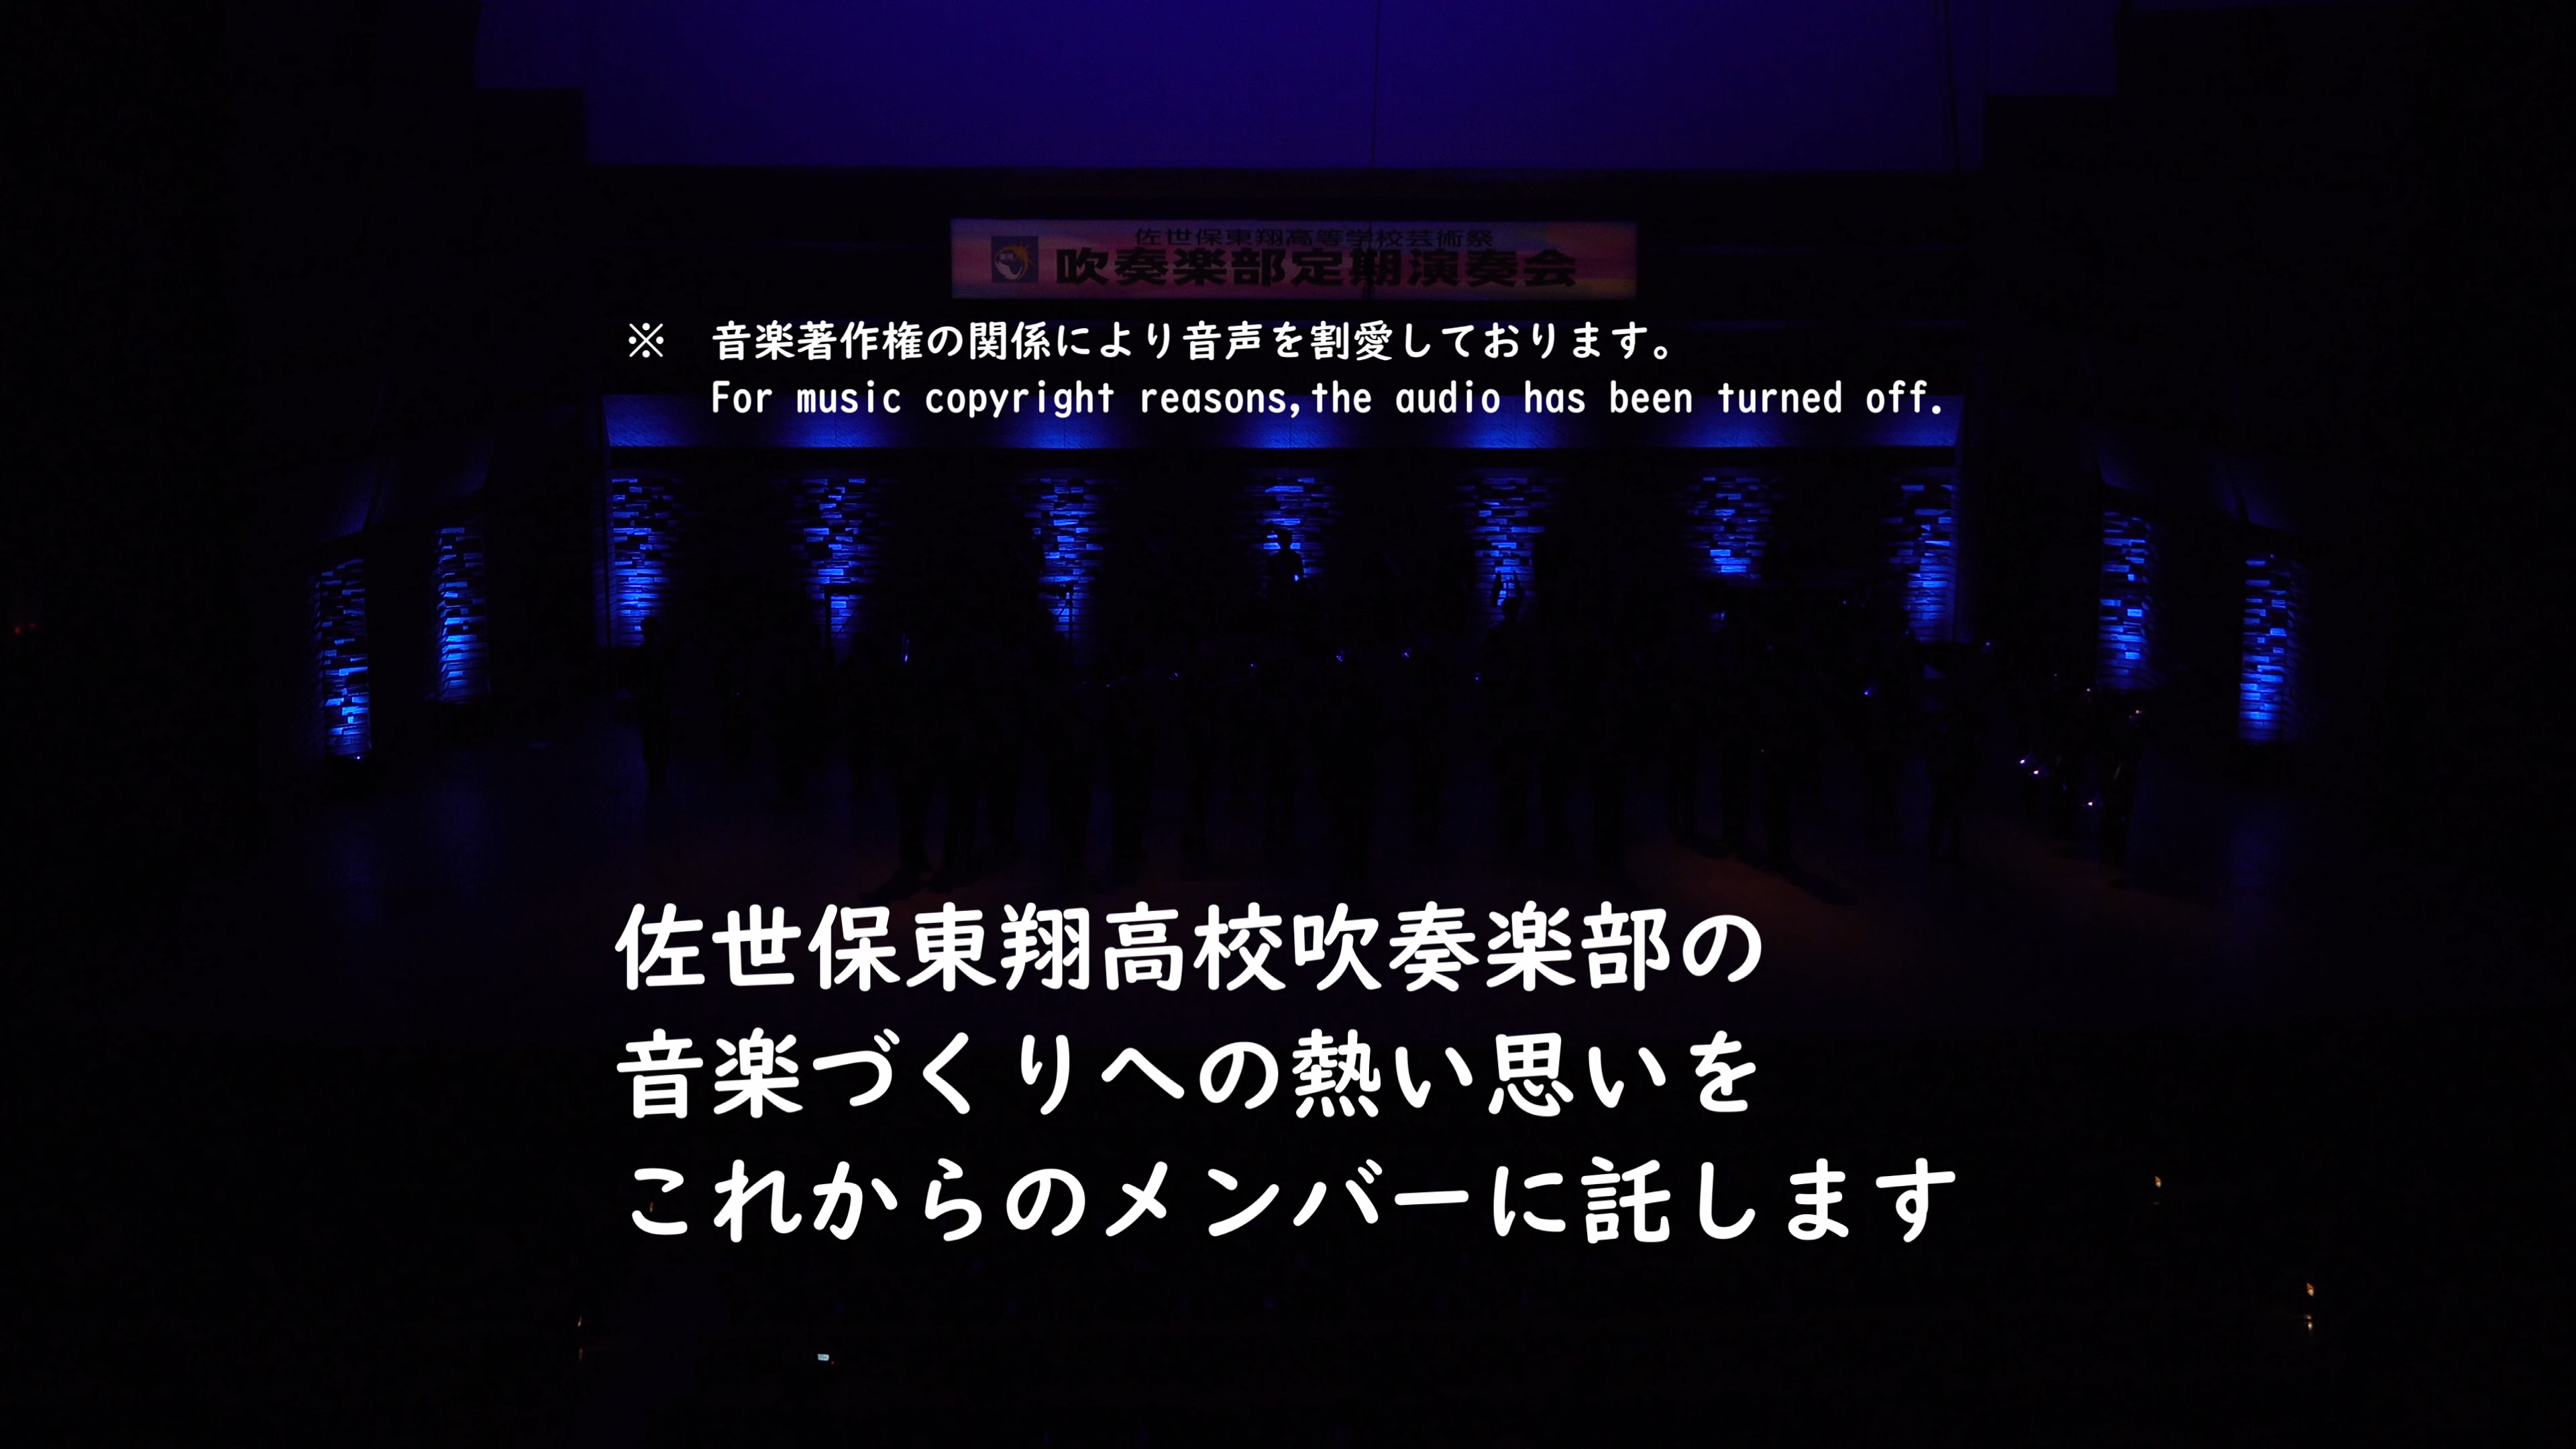 佐世保東翔高等学校芸術祭
吹奏楽部定期演奏会
※　音楽著作権の関係により音声を割愛しております。
For music copyright reasons,the audio has been turned off.
佐世保東翔高校吹奏楽部の
音楽づくりへの熱い思いを
これからのメンバーに託します